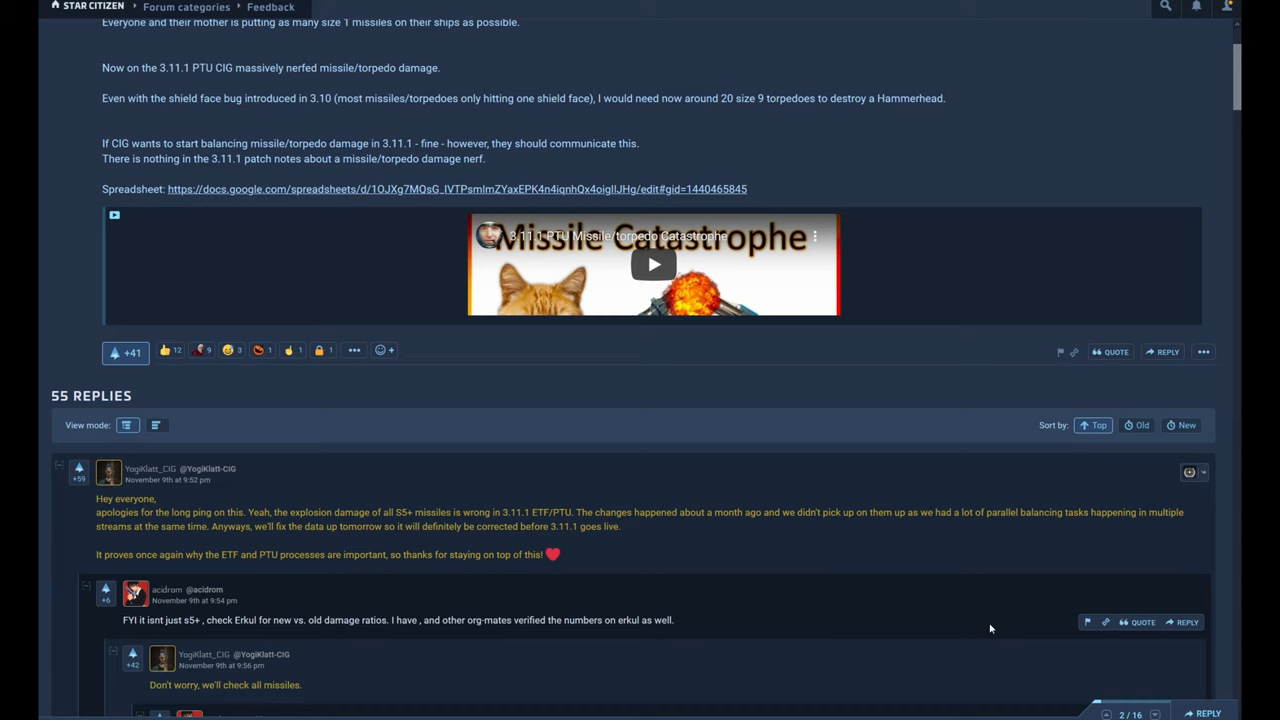 STAR CITIZEN Forum categories Feedback
Everyone and their mother is putting as many size 1 missiles on their ships as possible.
Now on the 3.11.1 PTU CIG massively nerfed missile/torpedo damage.
Even with the shield face bug introduced in 3.10 (most missiles/torpedoes only hitting one shield face), I would need now around 20 size 9 torpedoes to destroy a Hammerhead.
If CIG wants to start balancing missile/torpedo damage in 3.11.1 - fine - however, they should communicate this.
There is nothing in the 3.11.1 patch notes about a missile/torpedo damage nerf.
Spreadsheet: https://docs.google.com/spreadsheets/d/1OJXg7MQsG_IVTPsmImZYaxEPK4n4iqnhQx4oigIlJHg/edit#gid=1440465845
3.11.1 PTU Missile/torpedo Catastrophe
Missile Catastrophe
+41 12 9 3 1 1 1 QUOTE REPLY
55 REPLIES
View mode: Sort by: Top Old New
YogiKlatt_CIG @YogiKlatt-CIG
+59 November 9th at 9:52 pm
Hey everyone,
apologies for the long ping on this. Yeah, the explosion damage of all S5+ missiles is wrong in 3.11.1 ETF/PTU. The changes happened about a month ago and we didn't pick up on them up as we had a lot of parallel balancing tasks happening in multiple
streams at the same time. Anyways, we'll fix the data up tomorrow so it will definitely be corrected before 3.11.1 goes live.
It proves once again why the ETF and PTU processes are important, so thanks for staying on top of this!
acidrom @acidrom
+6 November 9th at 9:54 pm
FYI it isnt just s5+ , check Erkul for new vs. old damage ratios. I have , and other org-mates verified the numbers on erkul as well. QUOTE REPLY
YogiKlatt_CIG @YogiKlatt-CIG
+42 November 9th at 9:56 pm
Don't worry, we'll check all missiles.
2 / 16 REPLY